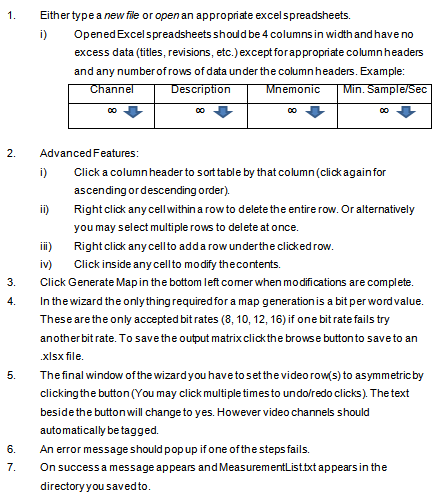 1. Either type a new file or open an appropriate excel spreadsheets.
i) Opened Excel spreadsheets should be 4 columns in width and have no
excess data (titles, revisions, etc.) except for appropriate column headers
and any number of rows of data under the column headers. Example:
Channel Description Mnemonic Min. Sample/Sec
∞ ∞ ∞ ∞
2. Advanced Features:
i) Click a column header to sort table by that column (click again for
ascending or descending order).
ii) Right click any cell within a row to delete the entire row. Or alternatively
you may select multiple rows to delete at once.
iii) Right click any cell to add a row under the clicked row.
iv) Click inside any cell to modify the contents.
3. Click Generate Map in the bottom left corner when modifications are complete.
4. In the wizard the only thing required for a map generation is a bit per word value.
These are the only accepted bit rates (8, 10, 12, 16) if one bit rate fails try
another bit rate. To save the output matrix click the browse button to save to an
.xlsx file.
5. The final window of the wizard you have to set the video row(s) to asymmetric by
clicking the button (You may click multiple times to undo/redo clicks). The text
beside the button will change to yes. However video channels should
automatically be tagged.
6. An error message should pop up if one of the steps fails.
7. On success a message appears and MeasurementList.txt appears in the
directory you saved to.